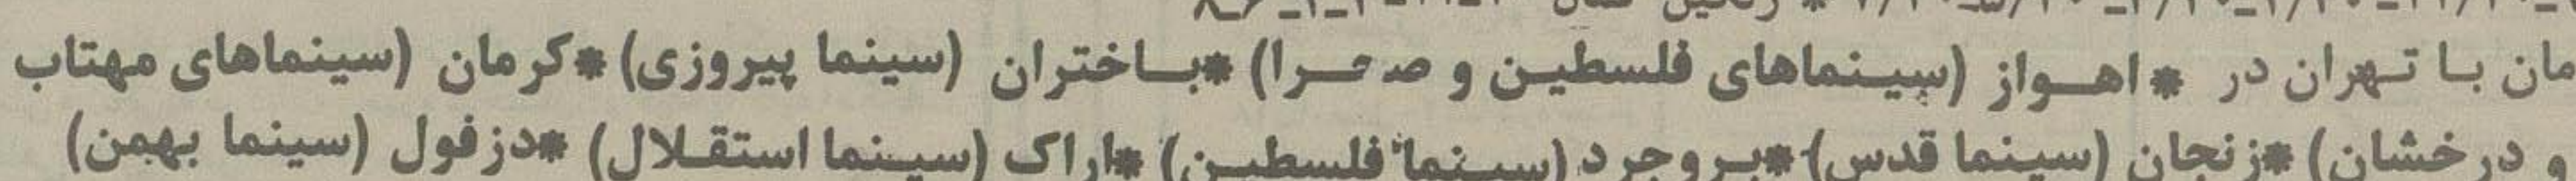 مان با تهران در * اهواز (سینماهای فلسطین و صحرا) *باختران (سینما پیروزی) *کرمان (سینماهای مهتاب
و درخشان) *زنجان (سینما قدس) *بروجرد (سینما فلسطین) *اراک (سینما استقلال) *دزفول (سینما بهمن)